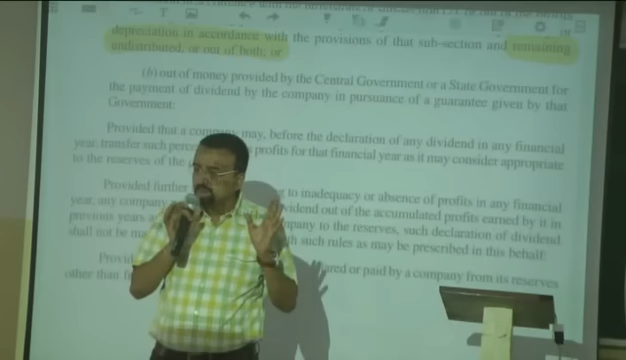 depreciation in accordance with the provisions of that sub-section and remaining
undistributed, or out of both; or
(b) out of money provided by the Central Government or a State Government for
the payment of dividend by the company in pursuance of a guarantee given by that
Government:
Provided that a company may, before the declaration of any dividend in any financial
year, transfer such profits for that financial year as it may consider appropriate
to the reserves of the
Provided further to inadequacy or absence of profits in any financial
year, any company out of the accumulated profits earned by it in
previous years to the reserves, such declaration of dividend
shall not be such rules as may be prescribed in this behalf:
or paid by a company from its reserves
other than